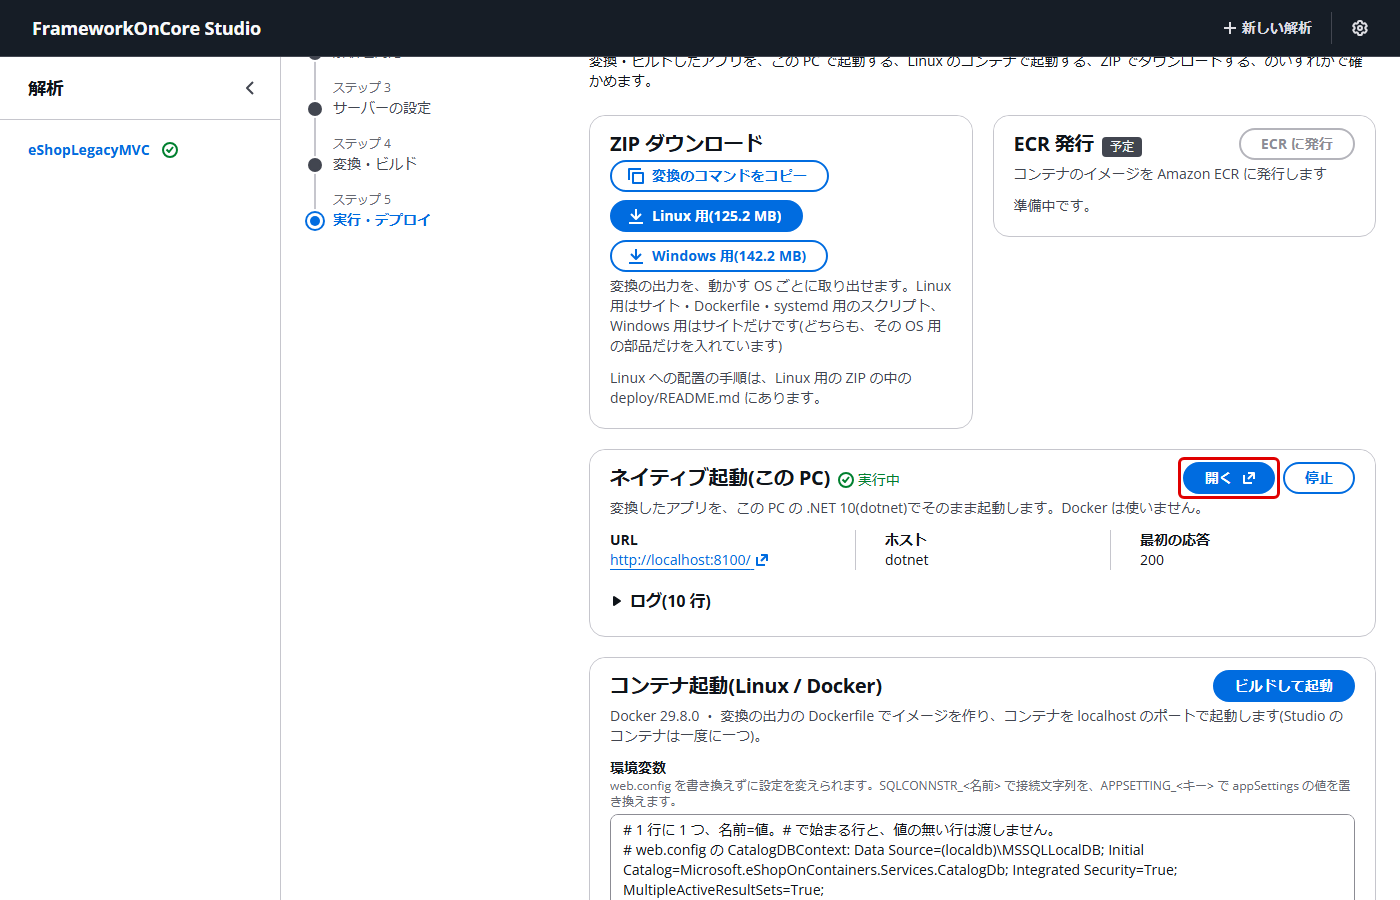 FrameworkOnCore Studio
新しい解析
解析
eShopLegacyMVC
ステップ 3
サーバーの設定
ステップ 4
変換・ビルド
ステップ 5
実行・デプロイ
変換・ビルドしたアプリを、この PC で起動する、Linux のコンテナで起動する、ZIP でダウンロードする、のいずれかで確
かめます。
ZIP ダウンロード
変換のコマンドをコピー
Linux 用(125.2 MB)
Windows 用(142.2 MB)
変換の出力を、動かす OS ごとに取り出せます。Linux
用はサイト・Dockerfile・systemd 用のスクリプト、
Windows 用はサイトだけです(どちらも、その OS 用
の部品だけを入れています)
Linux への配置の手順は、Linux 用の ZIP の中の
deploy/README.md にあります。
ECR 発行 予定
ECR に発行
コンテナのイメージを Amazon ECR に発行します
準備中です。
ネイティブ起動(この PC) 実行中
開く
停止
変換したアプリを、この PC の .NET 10(dotnet)でそのまま起動します。Docker は使いません。
URL
http://localhost:8100/
ホスト
dotnet
最初の応答
200
ログ(10 行)
コンテナ起動(Linux / Docker)
ビルドして起動
Docker 29.8.0 ・ 変換の出力の Dockerfile でイメージを作り、コンテナを localhost のポートで起動します(Studio の
コンテナは一度に一つ)。
環境変数
web.config を書き換えずに設定を変えられます。SQLCONNSTR_<名前> で接続文字列を、APPSETTING_<キー> で appSettings の値を置
き換えます。
# 1 行に 1 つ、名前=値。# で始まる行と、値の無い行は渡しません。
# web.config の CatalogDBContext: Data Source=(localdb)\MSSQLLocalDB; Initial
Catalog=Microsoft.eShopOnContainers.Services.CatalogDb; Integrated Security=True;
MultipleActiveResultSets=True;